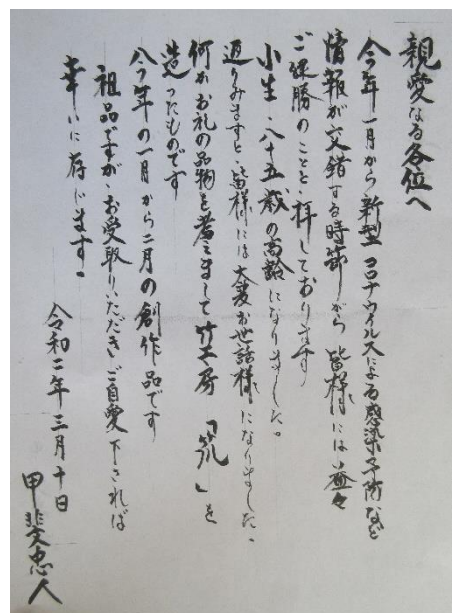 親愛なる各位へ
今年一月から新型コロナウイルスによる感染予防など
情報が交錯する時節がら皆様には益々
ご健勝のことと拝しております
小生、八十五歳の高齢になりました。
返りみますと、皆様には大変お世話様になりました。
何かお礼の品物を考えまして竹工房「筑」を
造ったものです
八う年の一月から二月の創作品です
祖品ですが、お受取りいただきご自愛下されば
幸いに存じます。
令和二年三月十日
甲斐忠人